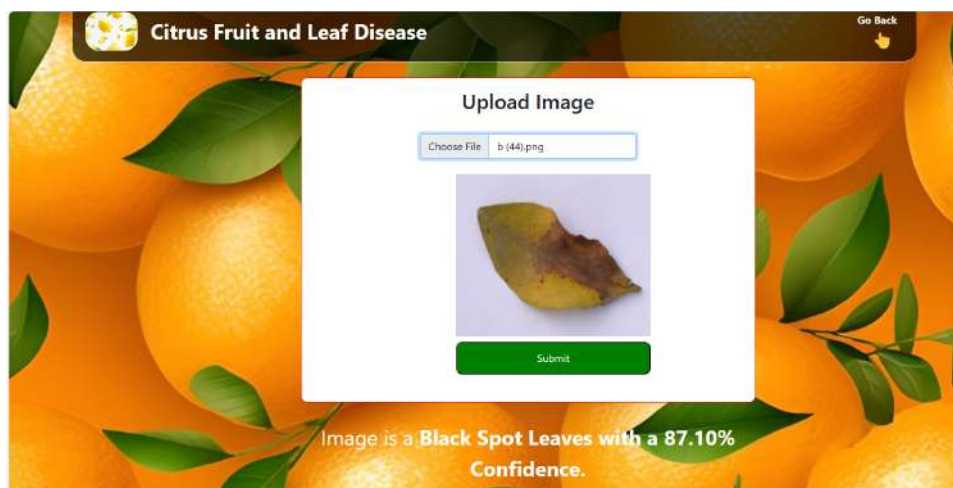 Citrus Fruit and Leaf Disease
Go Back
Upload Image
Choose File b (44).png
Submit
Image is a Black Spot Leaves with a 87.10%
Confidence.